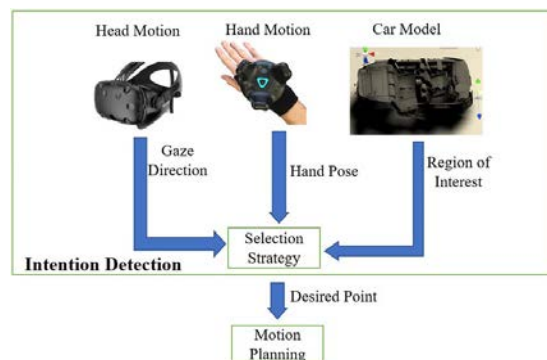 Head Motion
Hand Motion
Car Model
Gaze
Direction
Hand Pose
Region of
Interest
Selection
Strategy
Intention Detection
Desired Point
Motion
Planning